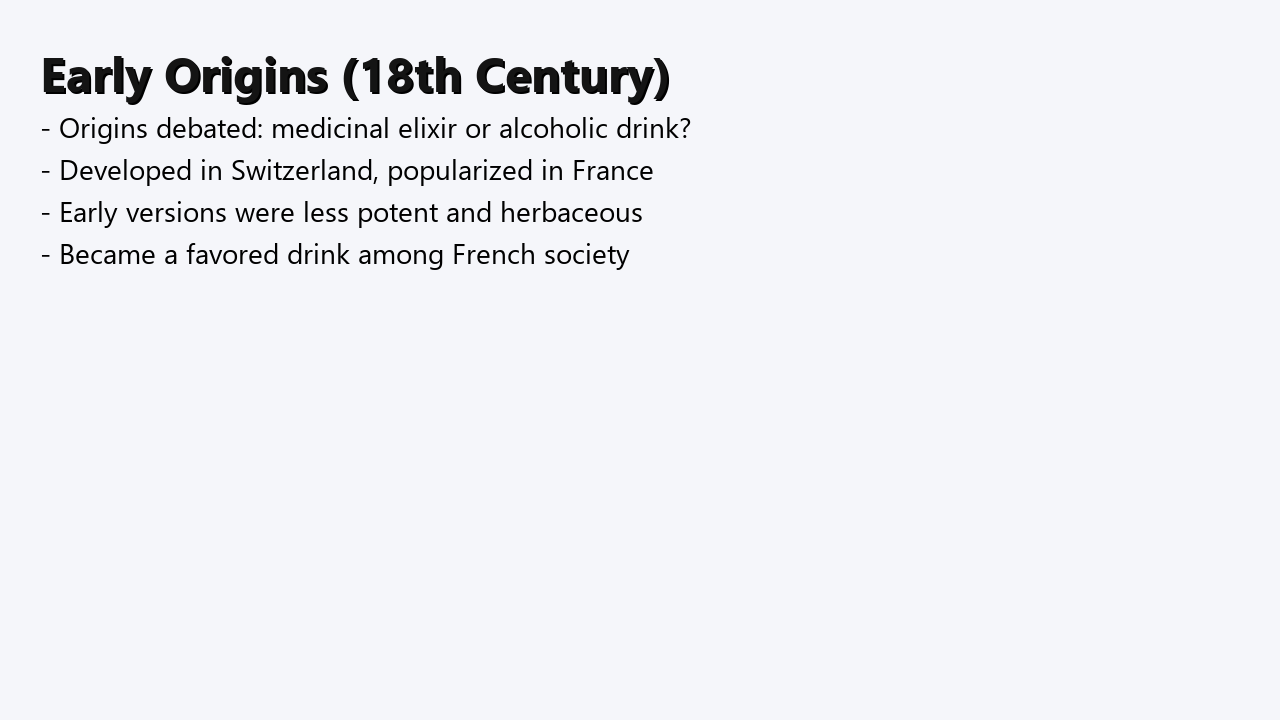 Early Origins (18th Century)
- Origins debated: medicinal elixir or alcoholic drink?
- Developed in Switzerland, popularized in France
- Early versions were less potent and herbaceous
- Became a favored drink among French society